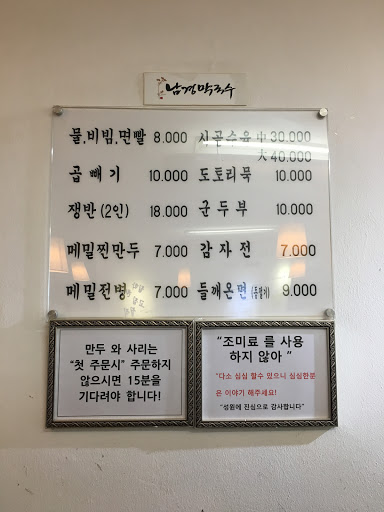 남경막국수
물,비빔,면빨 8.000
곱빼기 10.000
쟁반(2인) 18.000
메밀찐만두 7.000
메밀전병 7.000
시골수육 中 30.000
大 40.000
도토리묵 10.000
군두부 10.000
감자전 7.000
들깨온면(동절기) 9.000
만두 와 사리는
“첫 주문시” 주문하지
않으시면 15분을
기다려야 합니다!
“조미료 를 사용
하지 않아 ”
“다소 심심 할수 있으니 심심한분
은 이야기 해주세요!
“성원에 진심으로 감사합니다”